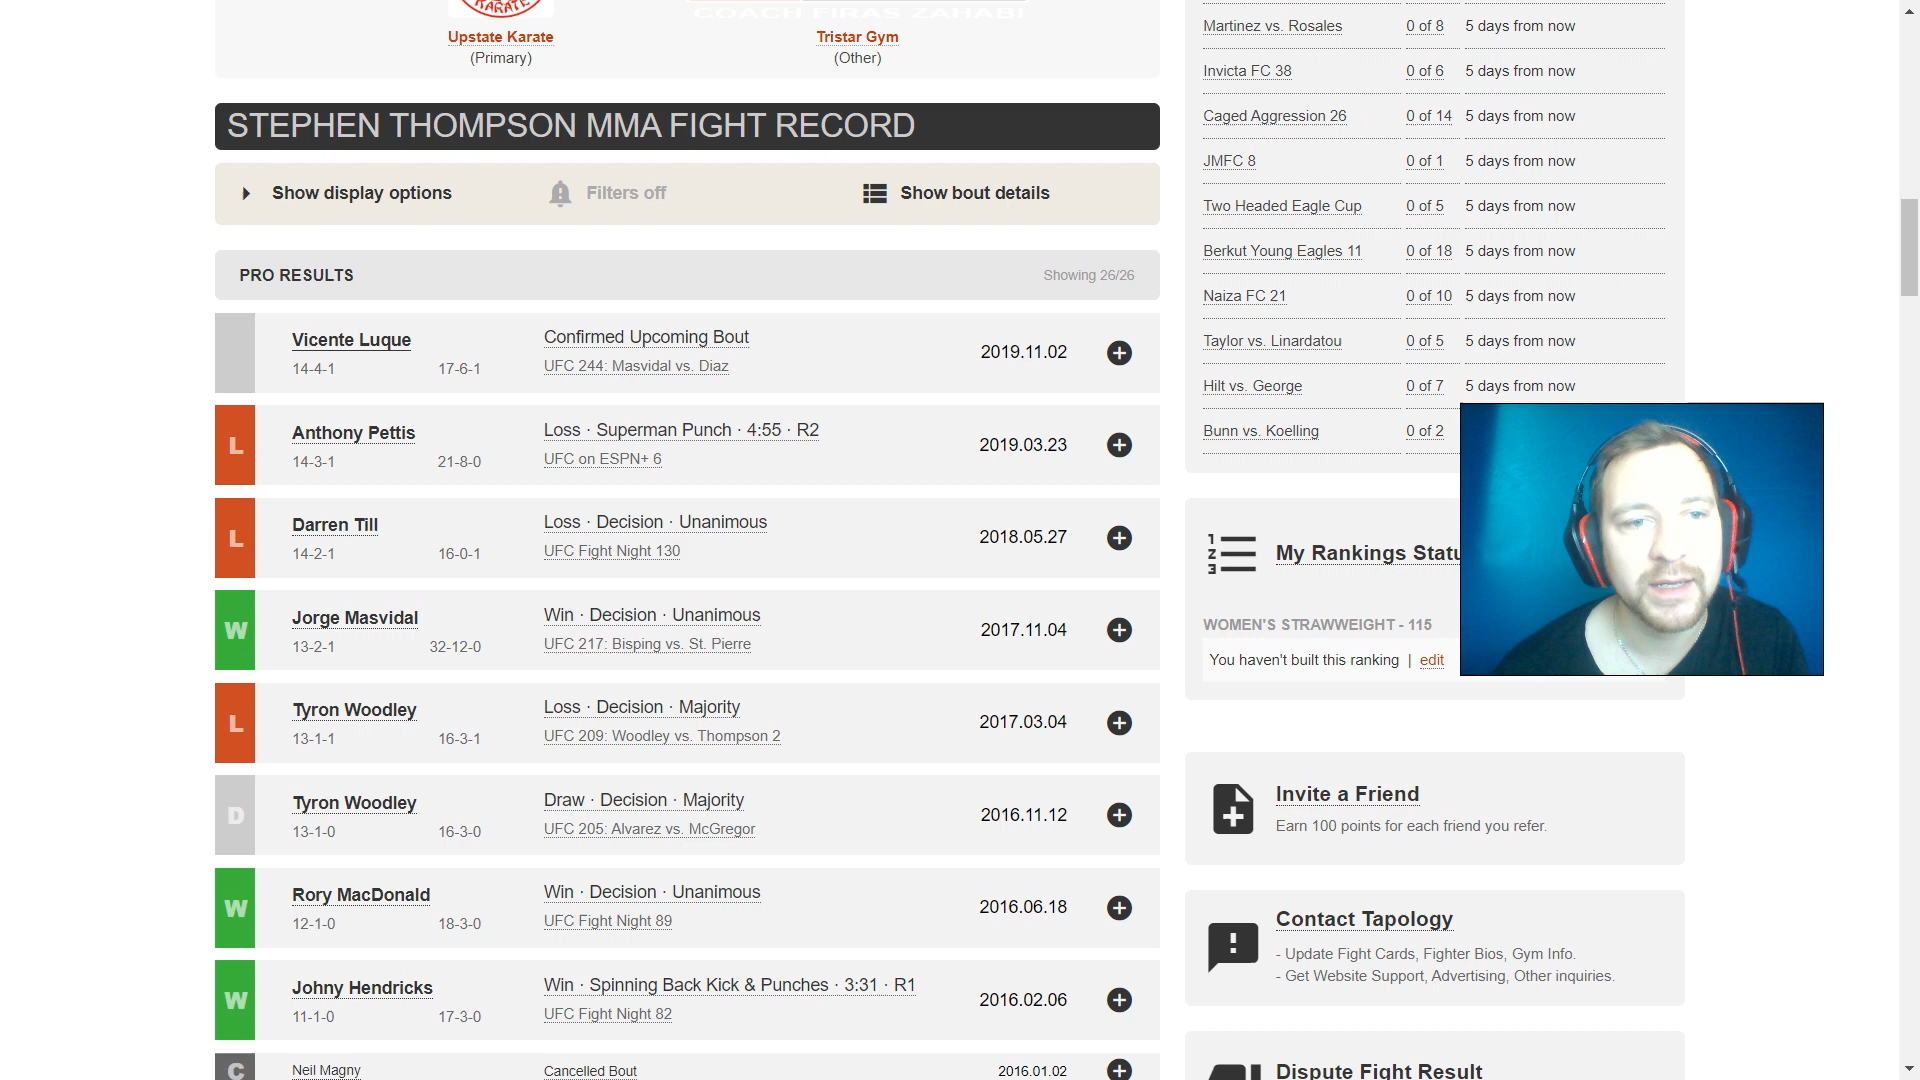 KARATE
COACH FIRAS ZAHABI
Upstate Karate
(Primary)
Tristar Gym
(Other)
STEPHEN THOMPSON MMA FIGHT RECORD
Show display options
Filters off
Show bout details
PRO RESULTS
Showing 26/26
Vicente Luque
14-4-1 17-6-1
Confirmed Upcoming Bout
UFC 244: Masvidal vs. Diaz
2019.11.02
L
Anthony Pettis
14-3-1 21-8-0
Loss · Superman Punch · 4:55 · R2
UFC on ESPN+ 6
2019.03.23
L
Darren Till
14-2-1 16-0-1
Loss · Decision · Unanimous
UFC Fight Night 130
2018.05.27
W
Jorge Masvidal
13-2-1 32-12-0
Win · Decision · Unanimous
UFC 217: Bisping vs. St. Pierre
2017.11.04
L
Tyron Woodley
13-1-1 16-3-1
Loss · Decision · Majority
UFC 209: Woodley vs. Thompson 2
2017.03.04
D
Tyron Woodley
13-1-0 16-3-0
Draw · Decision · Majority
UFC 205: Alvarez vs. McGregor
2016.11.12
W
Rory MacDonald
12-1-0 18-3-0
Win · Decision · Unanimous
UFC Fight Night 89
2016.06.18
W
Johny Hendricks
11-1-0 17-3-0
Win · Spinning Back Kick & Punches · 3:31 · R1
UFC Fight Night 82
2016.02.06
C
Neil Magny
Cancelled Bout
2016.01.02
Martinez vs. Rosales 0 of 8 5 days from now
Invicta FC 38 0 of 6 5 days from now
Caged Aggression 26 0 of 14 5 days from now
JMFC 8 0 of 1 5 days from now
Two Headed Eagle Cup 0 of 5 5 days from now
Berkut Young Eagles 11 0 of 18 5 days from now
Naiza FC 21 0 of 10 5 days from now
Taylor vs. Linardatou 0 of 5 5 days from now
Hilt vs. George 0 of 7 5 days from now
Bunn vs. Koelling 0 of 2
1
2
3
My Rankings Statu
WOMEN'S STRAWWEIGHT - 115
You haven't built this ranking | edit
Invite a Friend
Earn 100 points for each friend you refer.
Contact Tapology
- Update Fight Cards, Fighter Bios, Gym Info.
- Get Website Support, Advertising, Other inquiries.
Dispute Fight Result